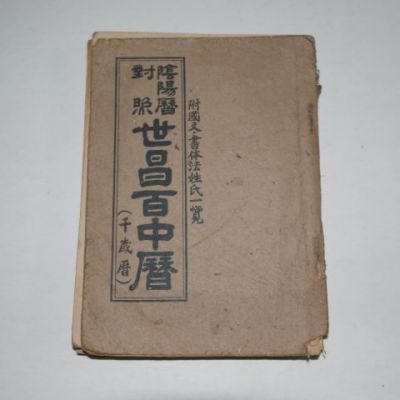 附國文·書体法姓氏一覽
陰陽曆
對照
世昌百中曆
(千歲曆)